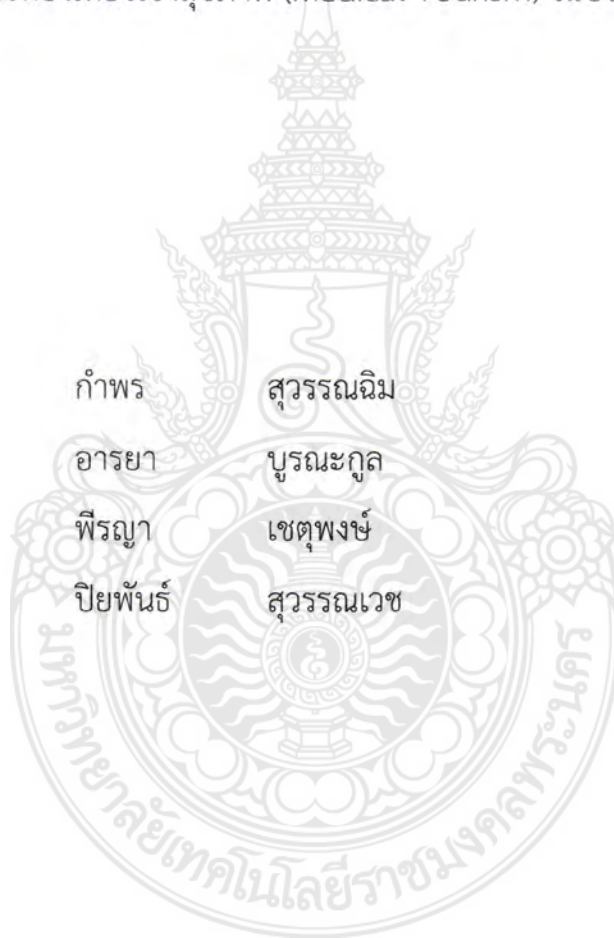 กำพร สุวรรณฉิม
อารยา บูรณะกูล
พีรญา เชตุพงษ์
ปิยพันธ์ สุวรรณเวช
มหาวิทยาลัยเทคโนโลยีราชมงคลพระนคร